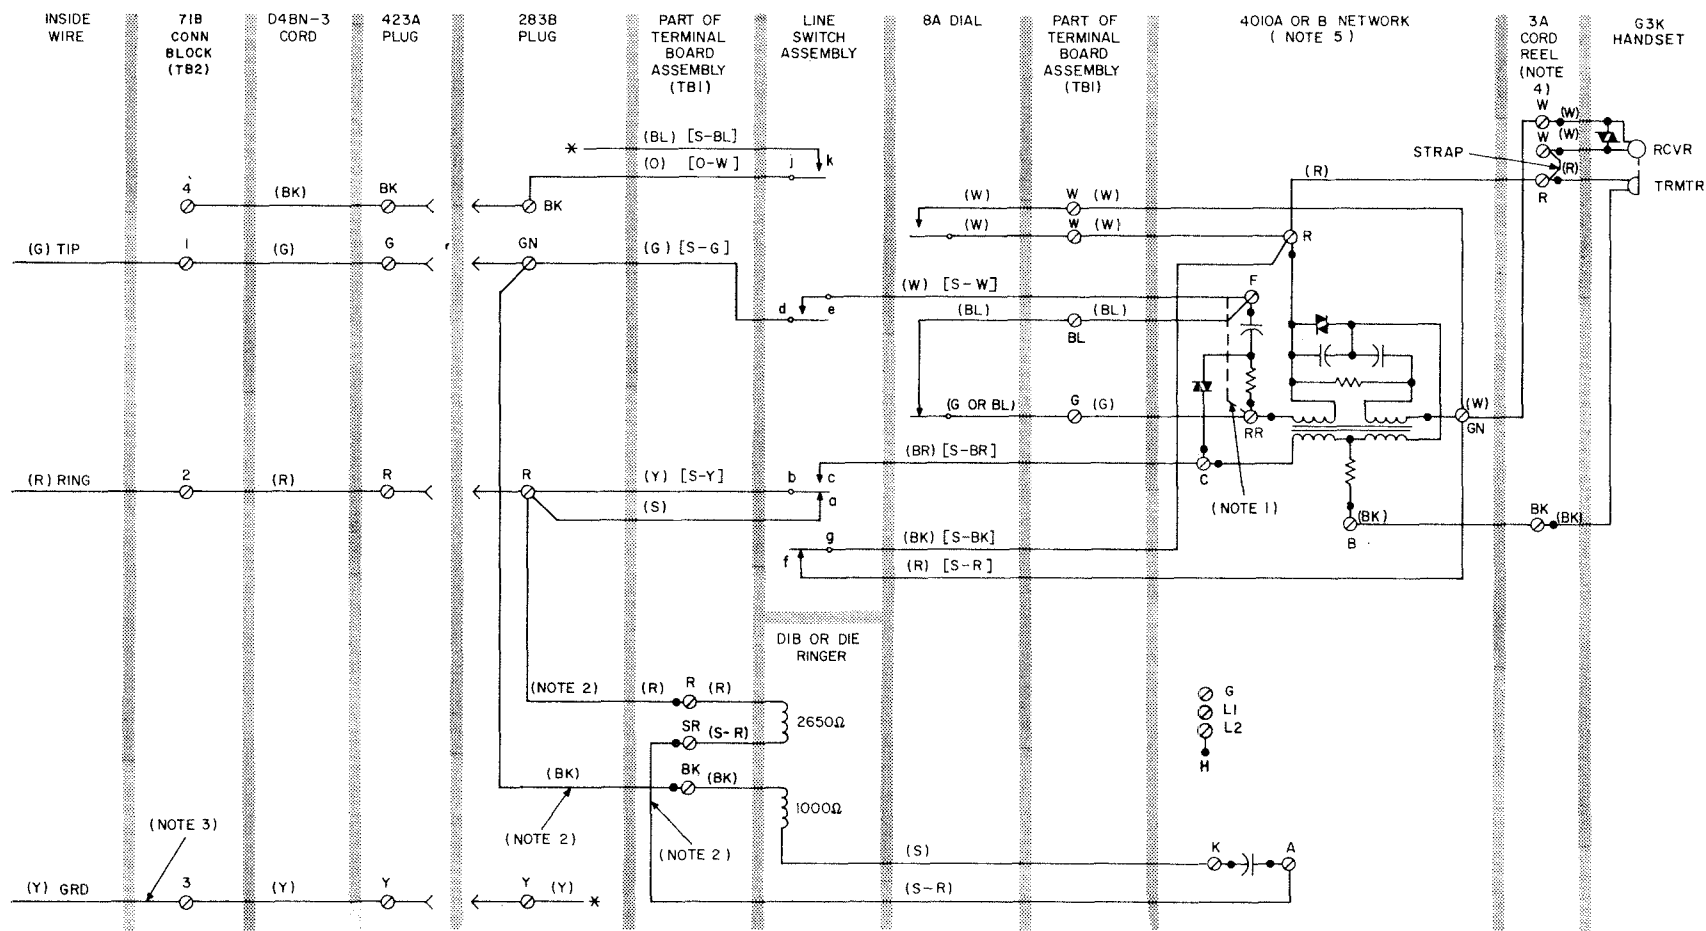 INSIDE
WIRE
71B
CONN
BLOCK
(TB2)
D4BN-3
CORD
423A
PLUG
283B
PLUG
PART OF
TERMINAL
BOARD
ASSEMBLY
(TB1)
LINE
SWITCH
ASSEMBLY
8A DIAL
PART OF
TERMINAL
BOARD
ASSEMBLY
(TB1)
4010A OR B NETWORK
( NOTE 5 )
3A
CORD
REEL
(NOTE
4)
G3K
HANDSET
W (W)
(BL) [S-BL]
W (W)
RCVR
STRAP
(O) [O-W] j k
(R) (R)
R
TRMTR
4 (BK) BK
BK
(W) W (W)
(W) W (W)
R
(G) TIP 1 (G) G r GN (G) [S-G]
(W) [S-W] F
d e
(BL) BL (BL)
(G OR BL) G (G) RR
(W)
GN
(BR) [S-BR] C
(R) RING 2 (R) R R (Y) [S-Y] b c
(S) a
(NOTE 1)
(BK) B
BK (BK)
g (BK) [S-BK]
f (R) [S-R]
D1B OR D1E
RINGER
(NOTE 2) (R) R (R)
2650Ω
SR (S-R)
G
L1
L2
H
(BK) BK (BK)
1000Ω
(NOTE 3)
(NOTE 2)
(NOTE 2)
(S) K A
(S-R)
(Y) GRD 3 (Y) Y Y (Y) *
*